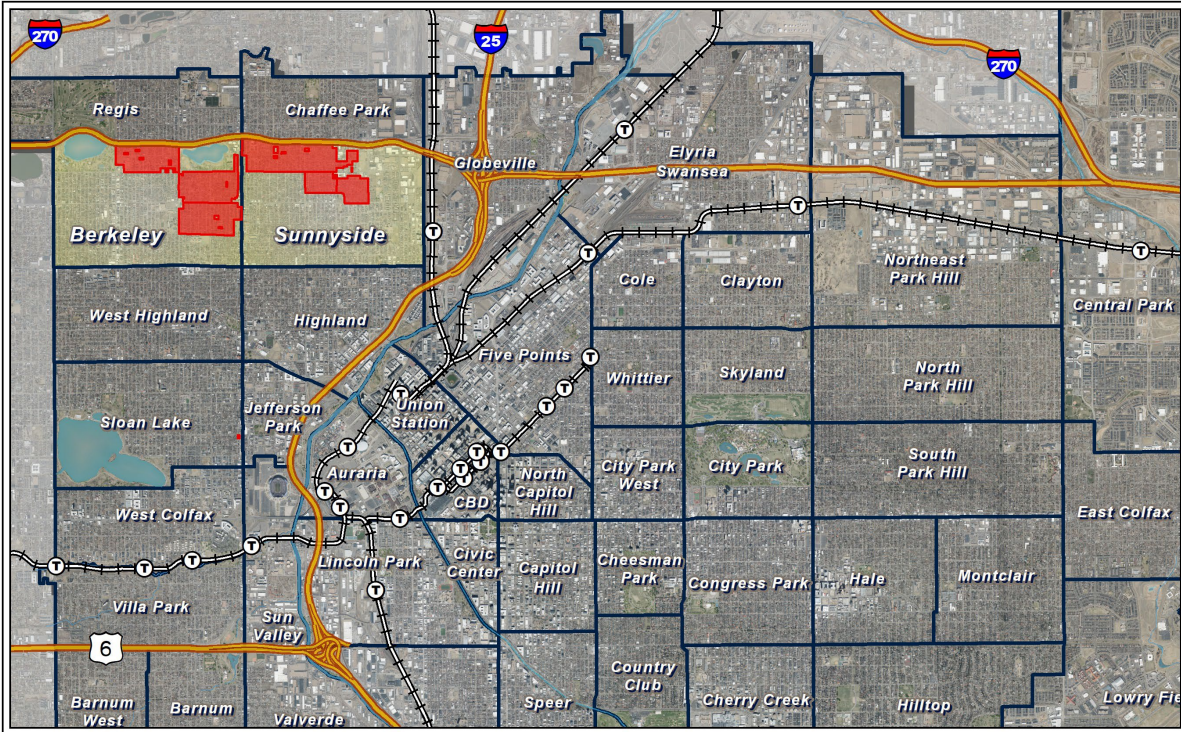 270
25
270
Regis
Chaffee Park
Globeville
Elyria
Swansea
Berkeley
Sunnyside
T
T
T
T
T
Cole
Clayton
Northeast
Park Hill
Central Park
West Highland
Highland
Five Points
T
Whittier
Skyland
North
Park Hill
T
T
T
Union
Station
Sloan Lake
Jefferson
Park
T
T
T
T
T
T
T
T
T
Auraria
CBD
North
Capitol
Hill
City Park
West
City Park
South
Park Hill
West Colfax
East Colfax
T
T
T
T
T
T
Lincoln Park
Civic
Center
Capitol
Hill
Cheesman
Park
Congress Park
Hale
Montclair
Villa Park
Sun
Valley
6
Barnum
West
Barnum
Valverde
Speer
Country
Club
Cherry Creek
Hilltop
Lowry Fie